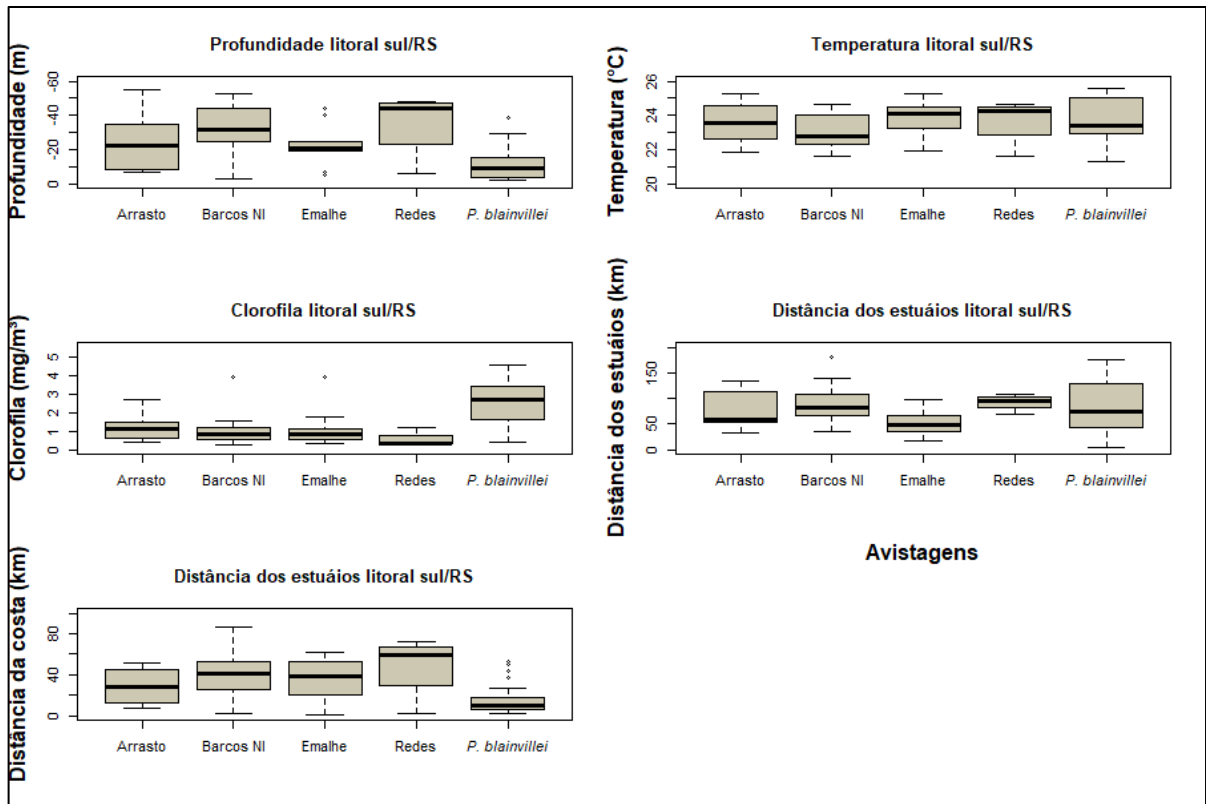 Profundidade litoral sul/RS
Profundidade (m)
-60
-40
-20
0
Arrasto Barcos NI Emalhe Redes P. blainvillei
Temperatura litoral sul/RS
Temperatura (°C)
26
24
22
20
Arrasto Barcos NI Emalhe Redes P. blainvillei
Clorofila litoral sul/RS
Clorofila (mg/m³)
5
4
3
2
1
0
Arrasto Barcos NI Emalhe Redes P. blainvillei
Distância dos estuáios litoral sul/RS
Distância dos estuáios (km)
150
50
0
Arrasto Barcos NI Emalhe Redes P. blainvillei
Distância dos estuáios litoral sul/RS
Distância da costa (km)
80
40
0
Arrasto Barcos NI Emalhe Redes P. blainvillei
Avistagens